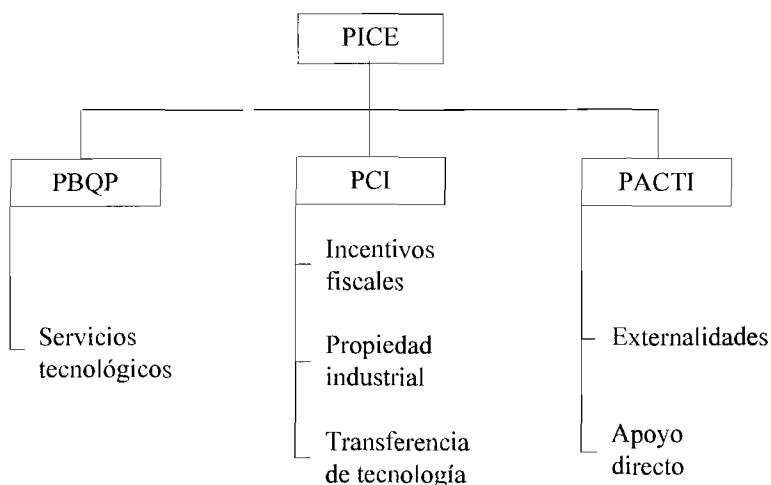 PICE
PBQP
PCI
PACTI
Servicios
tecnológicos
Incentivos
fiscales
Propiedad
industrial
Transferencia
de tecnología
Externalidades
Apoyo
directo